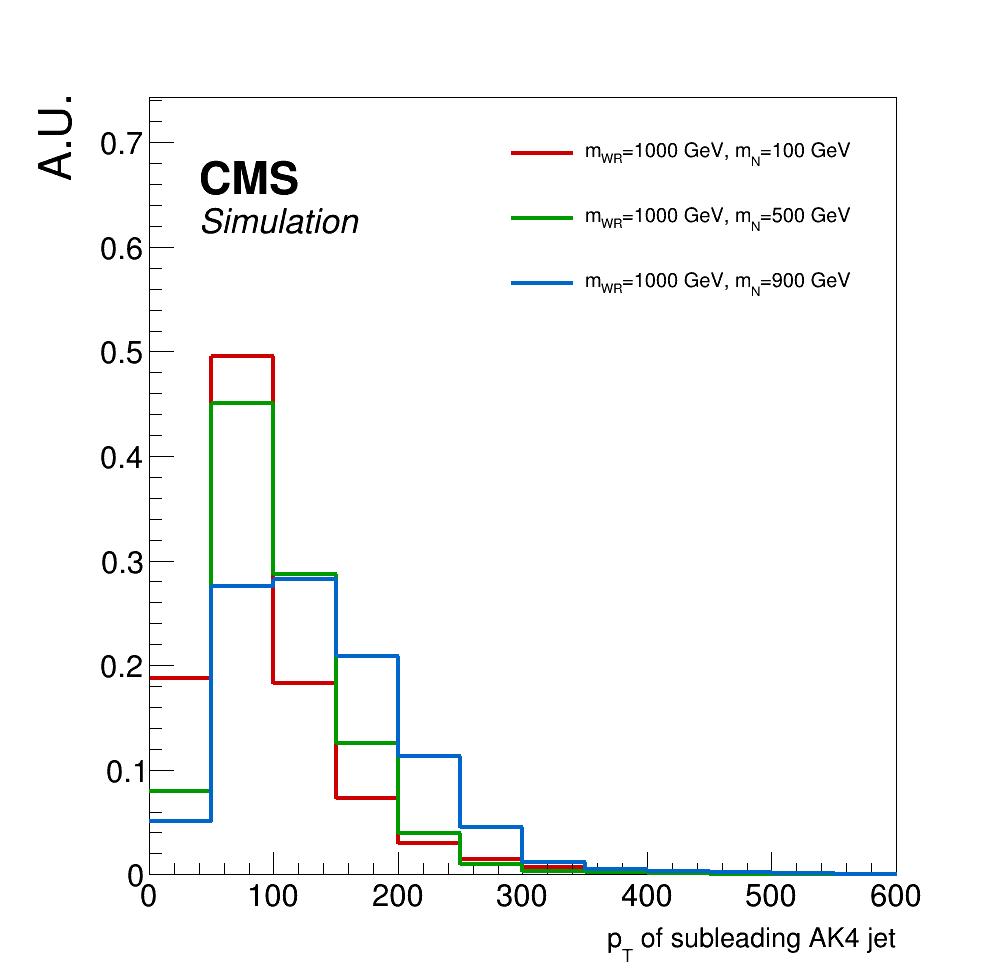 A.U.
CMS
Simulation
m_WR=1000 GeV, m_N=100 GeV
m_WR=1000 GeV, m_N=500 GeV
m_WR=1000 GeV, m_N=900 GeV
0.7
0.6
0.5
0.4
0.3
0.2
0.1
0
0 100 200 300 400 500 600
p_T of subleading AK4 jet